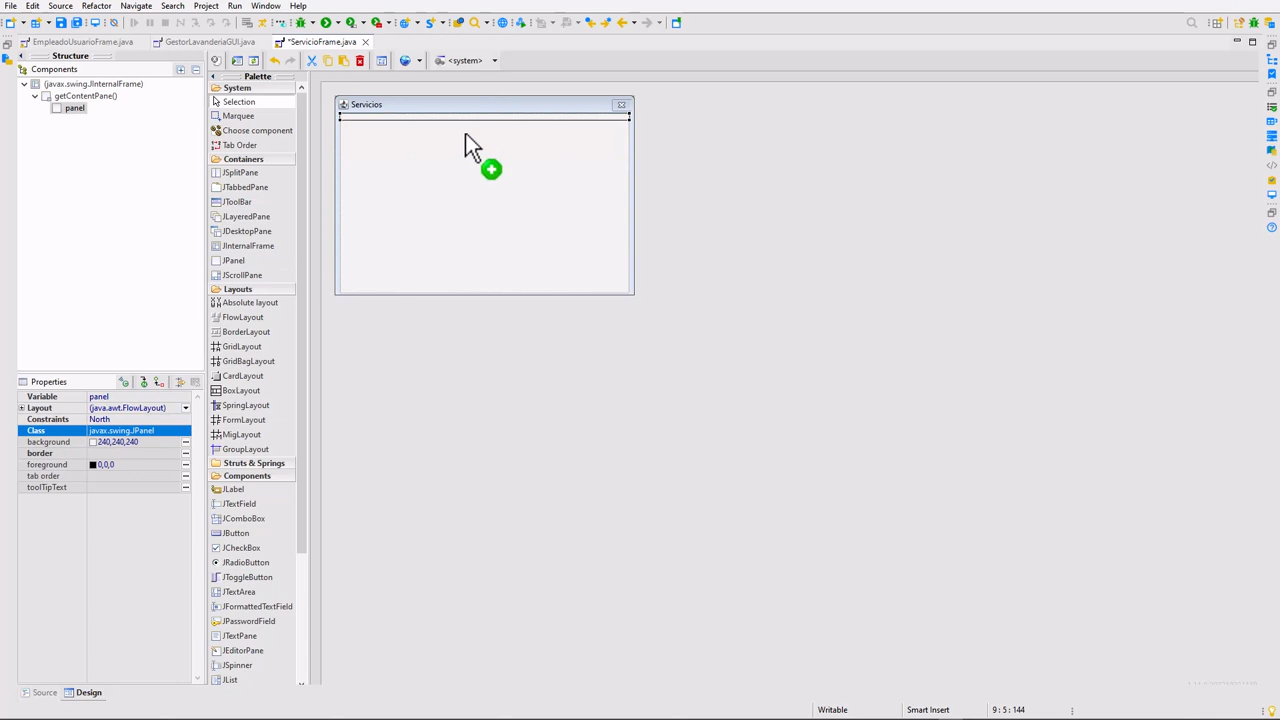 File Edit Source Refactor Navigate Search Project Run Window Help
EmpleadoUsuarioFrame.java GestorLavanderiaGUI.java *ServicioFrame.java
Structure
Components
(javax.swing.JInternalFrame)
getContentPane()
panel
Properties
Variable panel
Layout (java.awt.FlowLayout)
Constraints North
Class javax.swing.JPanel
background 240,240,240
border
foreground 0,0,0
tab order
toolTipText
Source Design
<system>
Palette
System
Selection
Marquee
Choose component
Tab Order
Containers
JSplitPane
JTabbedPane
JToolBar
JLayeredPane
JDesktopPane
JInternalFrame
JPanel
JScrollPane
Layouts
Absolute layout
FlowLayout
BorderLayout
GridLayout
GridBagLayout
CardLayout
BoxLayout
SpringLayout
FormLayout
MigLayout
GroupLayout
Struts & Springs
Components
JLabel
JTextField
JComboBox
JButton
JCheckBox
JRadioButton
JToggleButton
JTextArea
JFormattedTextField
JPasswordField
JTextPane
JEditorPane
JSpinner
JList
Servicios
Writable Smart Insert 9 : 5 : 144